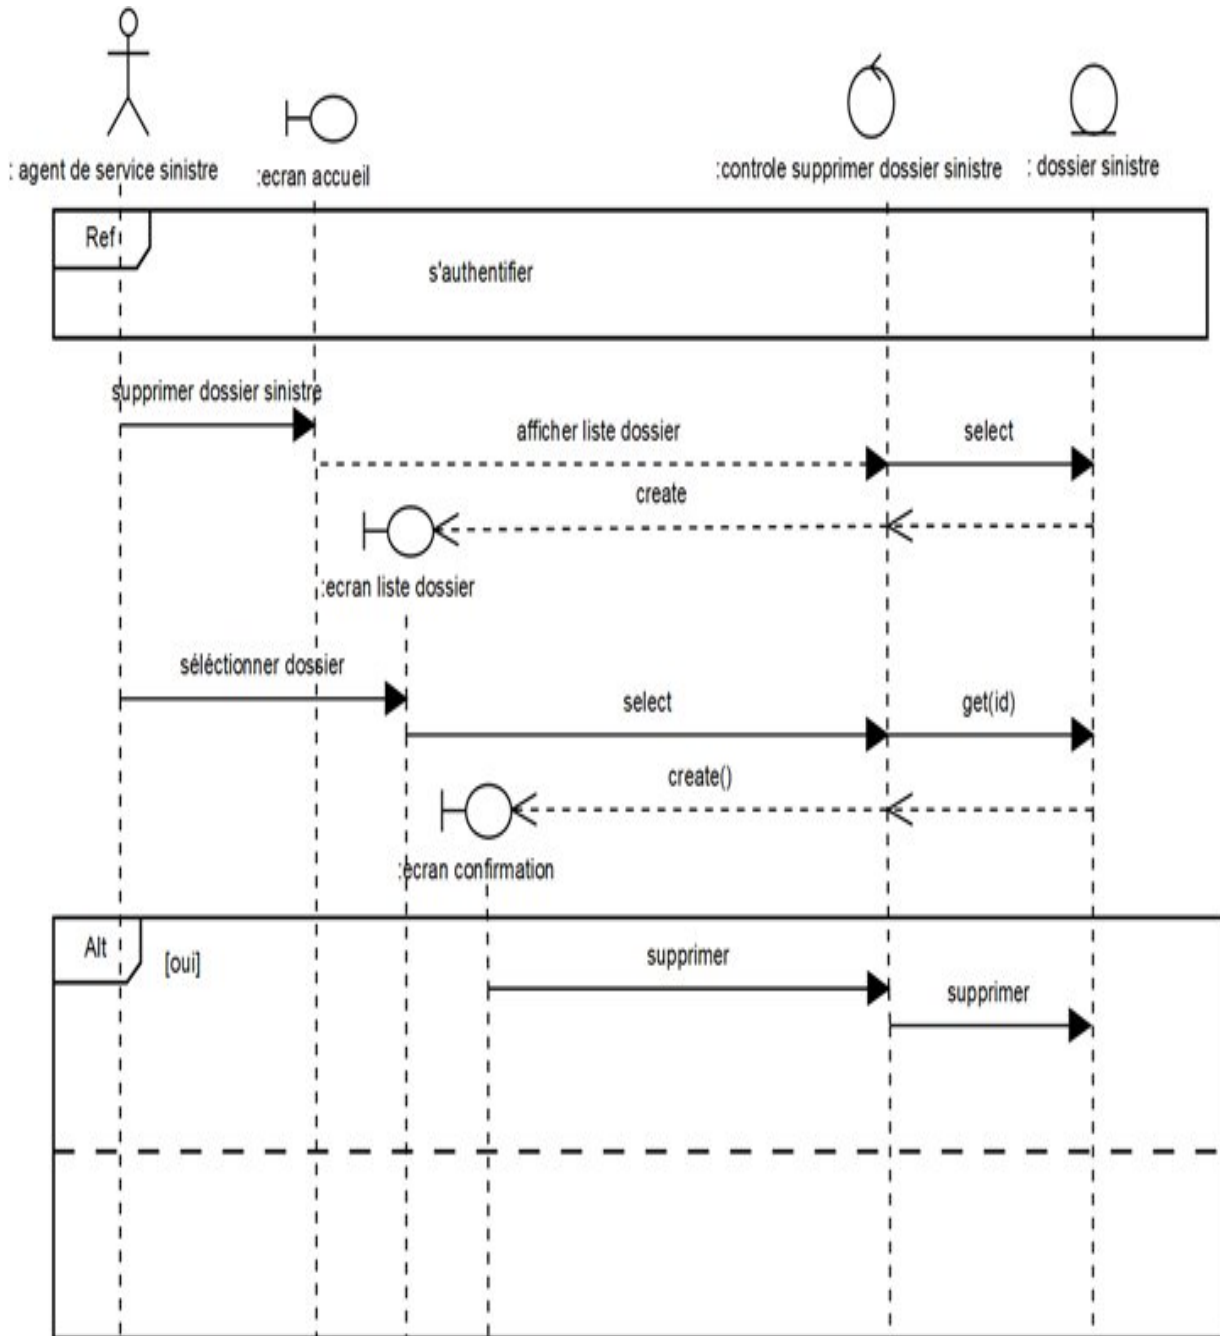 : agent de service sinistre
:ecran accueil
:controle supprimer dossier sinistre
: dossier sinistre
Ref
s'authentifier
supprimer dossier sinistre
afficher liste dossier
select
create
:ecran liste dossier
séléctionner dossier
select
get(id)
create()
:ecran confirmation
Alt
[oui]
supprimer
supprimer